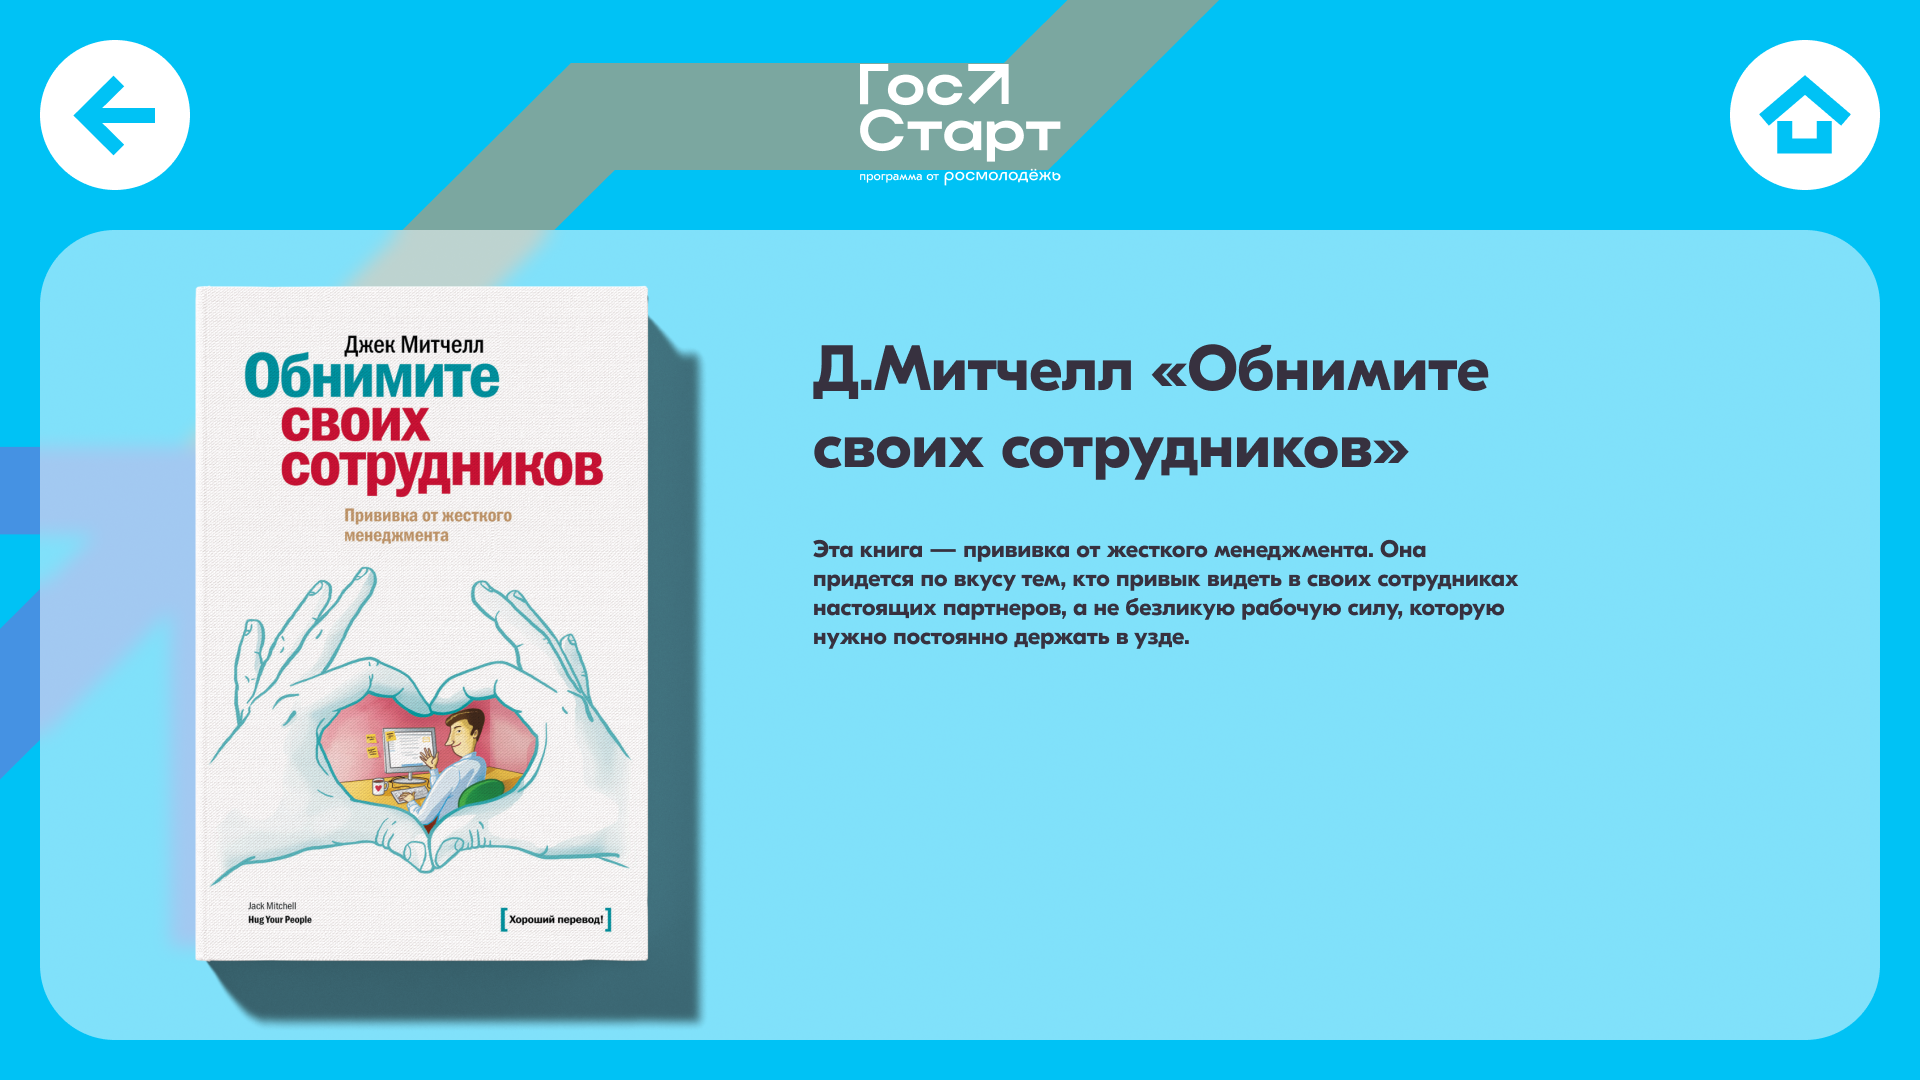 ГосСтарт
программа от росмолодёжь
Джек Митчелл
Обнимите
своих
сотрудников
Прививка от жесткого
менеджмента
Jack Mitchell
Hug Your People
[Хороший перевод!]
Д.Митчелл «Обнимите
своих сотрудников»
Эта книга — прививка от жесткого менеджмента. Она
придется по вкусу тем, кто привык видеть в своих сотрудниках
настоящих партнеров, а не безликую рабочую силу, которую
нужно постоянно держать в узде.